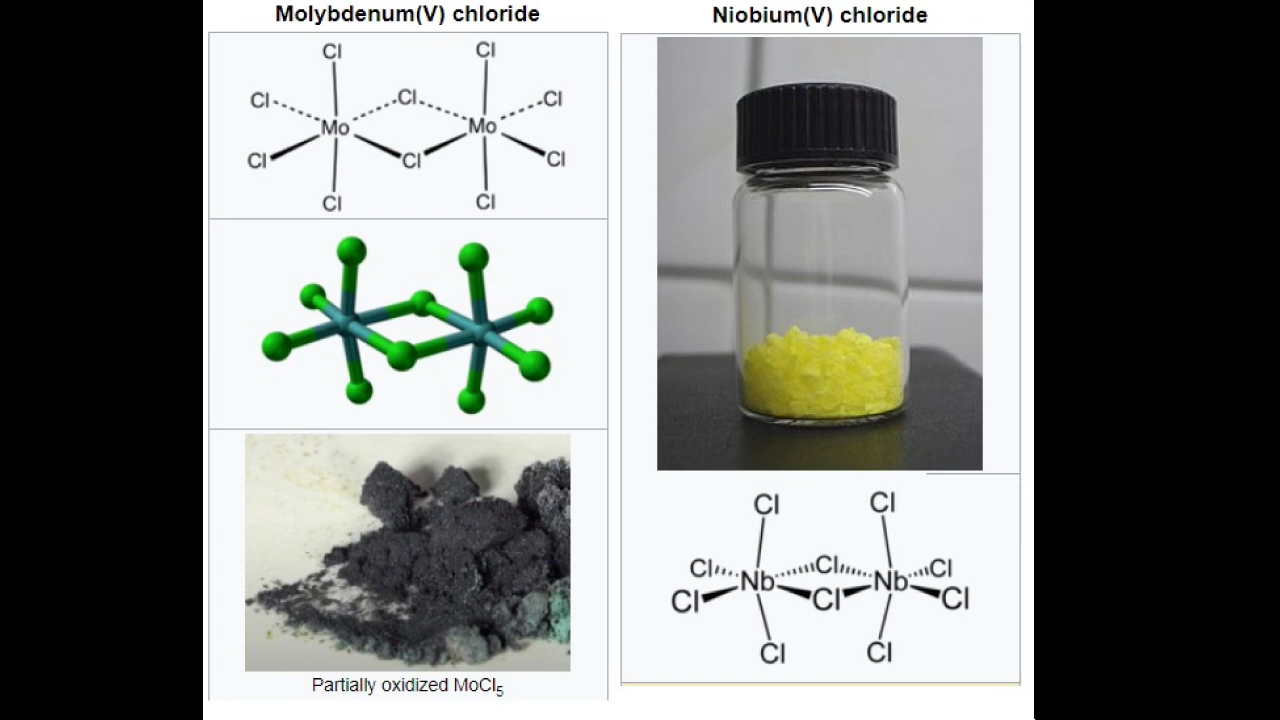 Molybdenum(V) chloride
Cl Cl
Cl Cl Cl
Mo Mo
Cl Cl Cl
Cl Cl
Partially oxidized MoCl₅
Niobium(V) chloride
Cl Cl
Cl Cl Cl
Nb Nb
Cl Cl Cl
Cl Cl